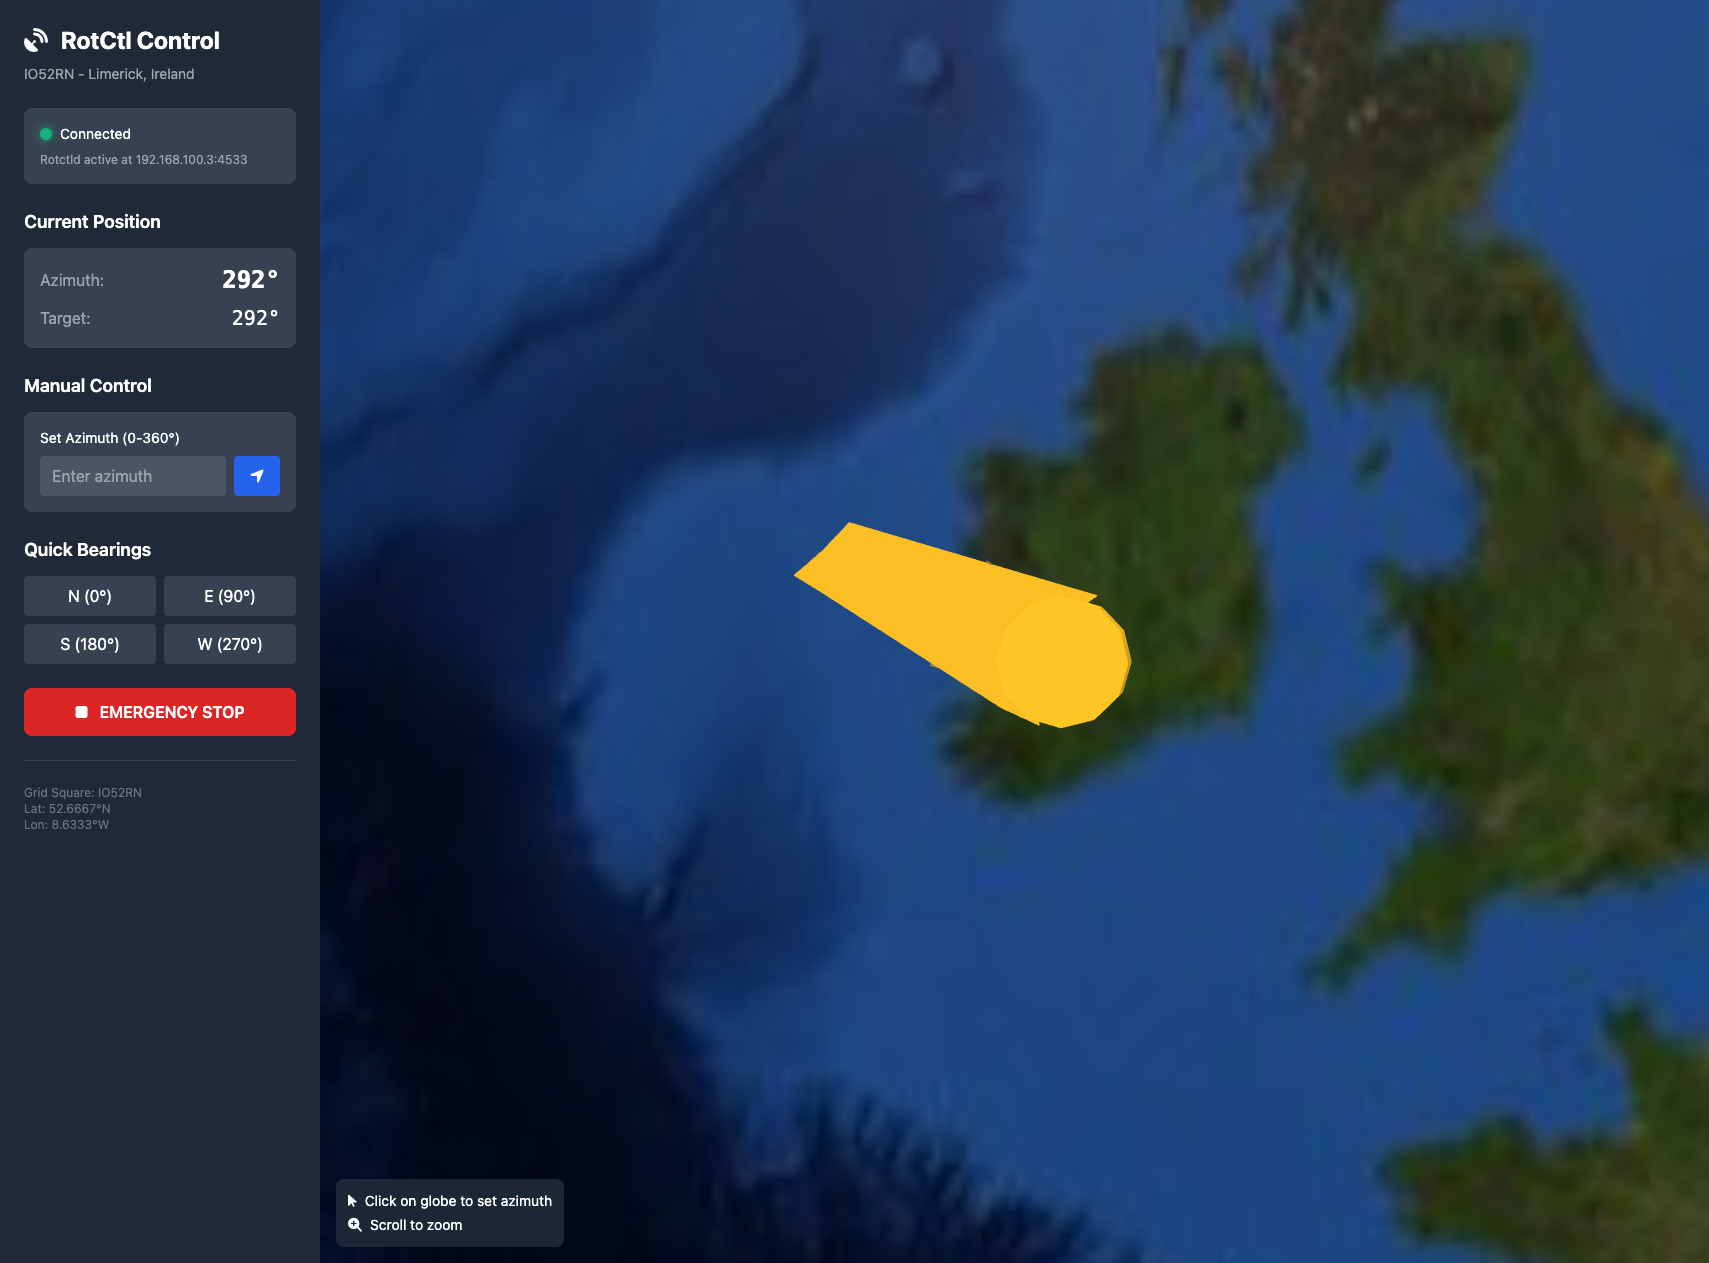 RotCtl Control
IO52RN - Limerick, Ireland
Connected
Rotctld active at 192.168.100.3:4533
Current Position
Azimuth: 292°
Target: 292°
Manual Control
Set Azimuth (0-360°)
Enter azimuth
Quick Bearings
N (0°) E (90°)
S (180°) W (270°)
EMERGENCY STOP
Grid Square: IO52RN
Lat: 52.6667°N
Lon: 8.6333°W
Click on globe to set azimuth
Scroll to zoom